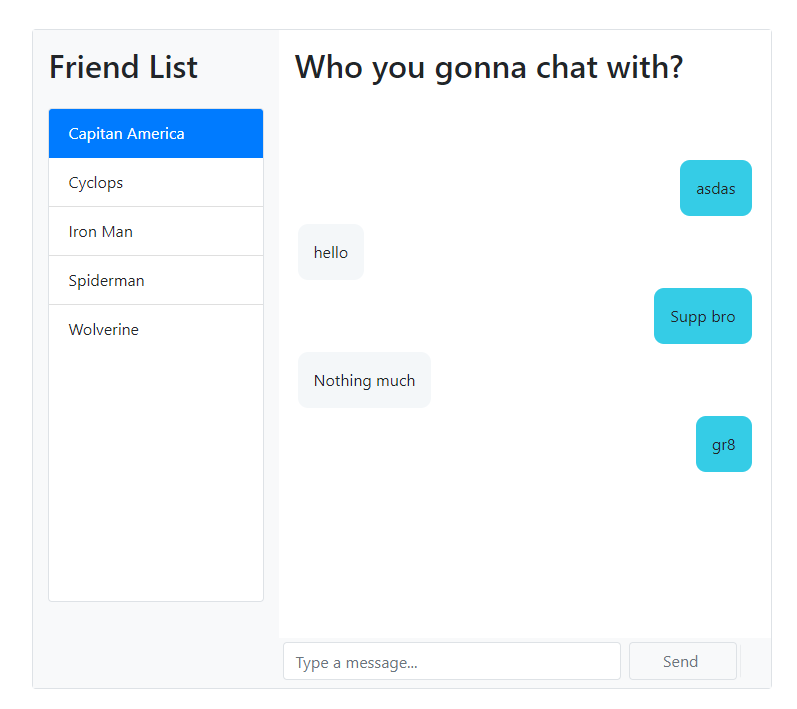 Friend List
Capitan America
Cyclops
Iron Man
Spiderman
Wolverine
Who you gonna chat with?
asdas
hello
Supp bro
Nothing much
gr8
Type a message...
Send